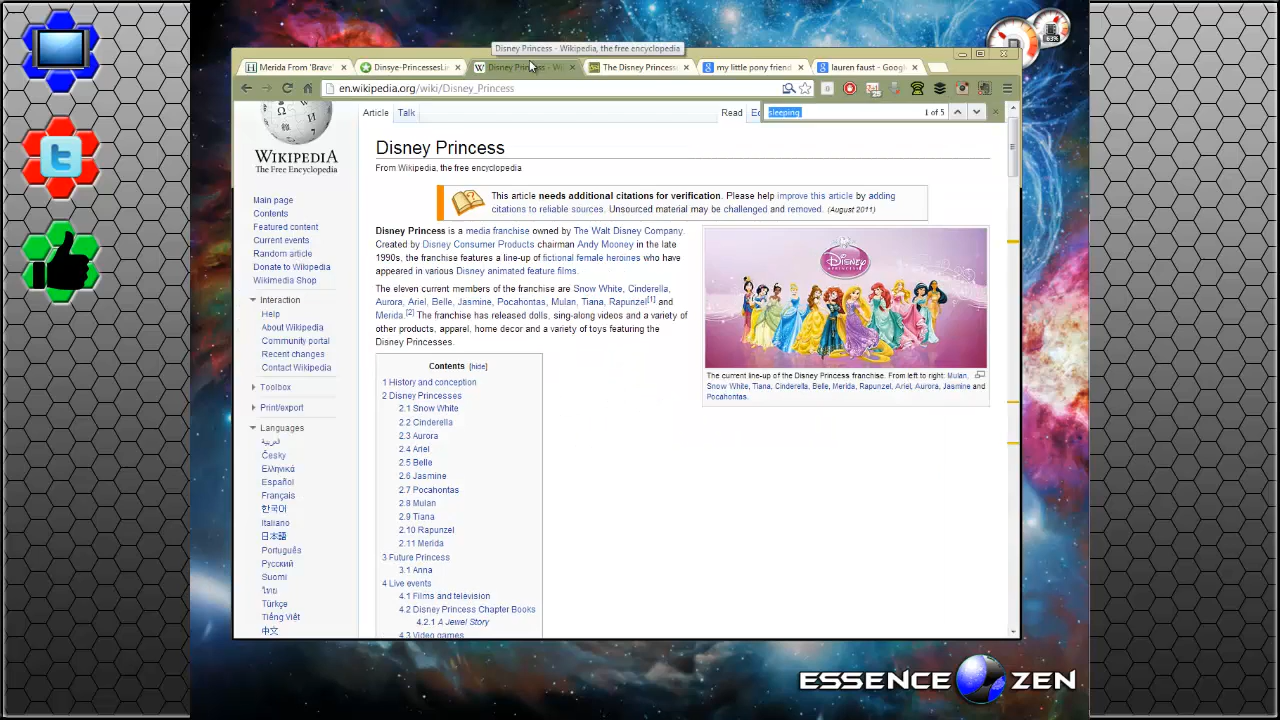 Disney Princess - Wikipedia, the free encyclopedia
63%
Merida From 'Brave'
Dinsye-PrincessesLin
Disney Princess - Wi
The Disney Princess
my little pony friend
lauren faust - Google
en.wikipedia.org/wiki/Disney_Princess
Article Talk Read Ed
sleeping 1 of 5
WIKIPEDIA
The Free Encyclopedia
Main page
Contents
Featured content
Current events
Random article
Donate to Wikipedia
Wikimedia Shop
Interaction
Help
About Wikipedia
Community portal
Recent changes
Contact Wikipedia
Toolbox
Print/export
Languages
العربية
Česky
Ελληνικά
Español
Français
한국어
Italiano
日本語
Português
Русский
Suomi
ไทย
Türkçe
Tiếng Việt
中文
Disney Princess
From Wikipedia, the free encyclopedia
This article needs additional citations for verification. Please help improve this article by adding
citations to reliable sources. Unsourced material may be challenged and removed. (August 2011)
Disney Princess is a media franchise owned by The Walt Disney Company.
Created by Disney Consumer Products chairman Andy Mooney in the late
1990s, the franchise features a line-up of fictional female heroines who have
appeared in various Disney animated feature films.
The eleven current members of the franchise are Snow White, Cinderella,
Aurora, Ariel, Belle, Jasmine, Pocahontas, Mulan, Tiana, Rapunzel[1] and
Merida.[2] The franchise has released dolls, sing-along videos and a variety of
other products, apparel, home decor and a variety of toys featuring the
Disney Princesses.
Contents [hide]
1 History and conception
2 Disney Princesses
2.1 Snow White
2.2 Cinderella
2.3 Aurora
2.4 Ariel
2.5 Belle
2.6 Jasmine
2.7 Pocahontas
2.8 Mulan
2.9 Tiana
2.10 Rapunzel
2.11 Merida
3 Future Princess
3.1 Anna
4 Live events
4.1 Films and television
4.2 Disney Princess Chapter Books
4.2.1 A Jewel Story
4.3 Video games
DISNEY
PRINCESS
The current line-up of the Disney Princess franchise. From left to right: Mulan,
Snow White, Tiana, Cinderella, Belle, Merida, Rapunzel, Ariel, Aurora, Jasmine and
Pocahontas.
ESSENCE ZEN